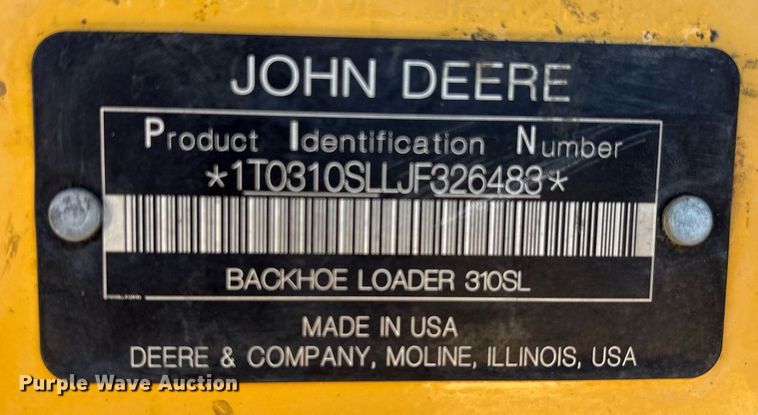 JOHN DEERE
Product Identification Number
*1T0310SLLJF326483*
BACKHOE LOADER 310SL
MADE IN USA
DEERE & COMPANY, MOLINE, ILLINOIS, USA
Purple Wave Auction